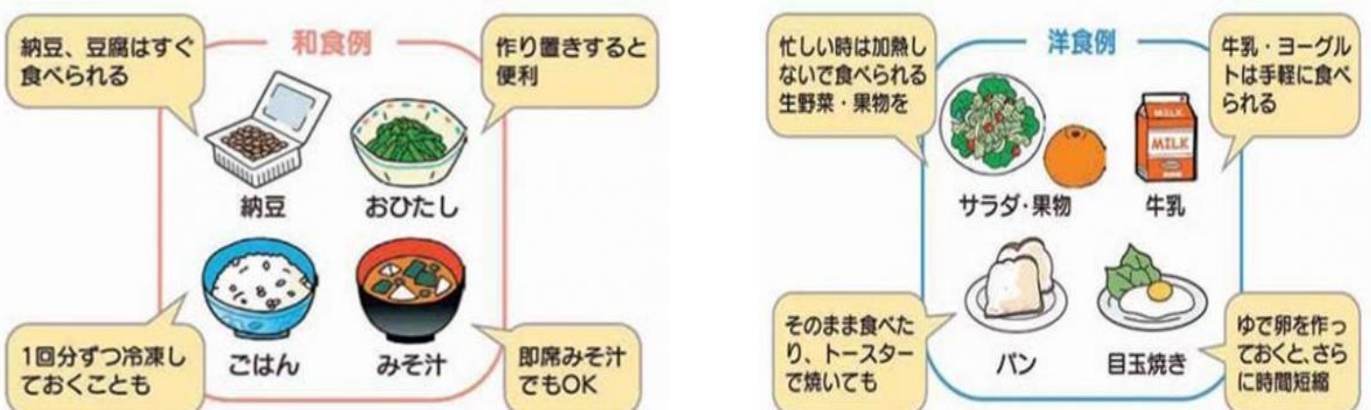 和食例
納豆、豆腐はすぐ
食べられる
作り置きすると
便利
納豆
おひたし
ごはん
みそ汁
1回分ずつ冷凍し
ておくことも
即席みそ汁
でもOK
洋食例
忙しい時は加熱し
ないで食べられる
生野菜・果物を
牛乳・ヨーグル
トは手軽に食べ
られる
MILK
MILK
サラダ・果物
牛乳
パン
目玉焼き
そのまま食べた
り、トースター
で焼いても
ゆで卵を作っ
ておくと、さら
に時間短縮